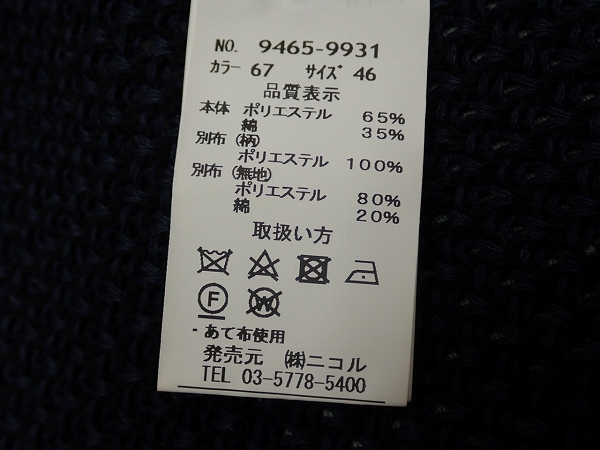 NO. 9465-9931
カラー 67 サイズ 46
品質表示
本体 ポリエステル 65%
綿 35%
別布 (柄)
ポリエステル 100%
別布 (無地)
ポリエステル 80%
綿 20%
取扱い方
F W
・あて布使用
発売元 ㈱ニコル
TEL 03-5778-5400